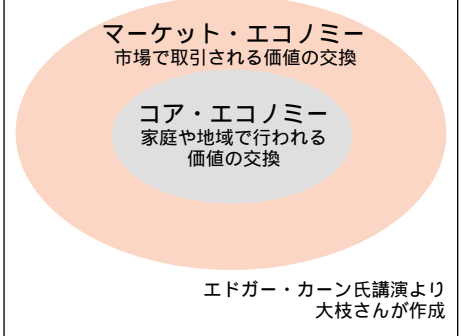 マーケット・エコノミー
市場で取引される価値の交換
コア・エコノミー
家庭や地域で行われる
価値の交換
エドガー・カーン氏講演より
大枝さんが作成